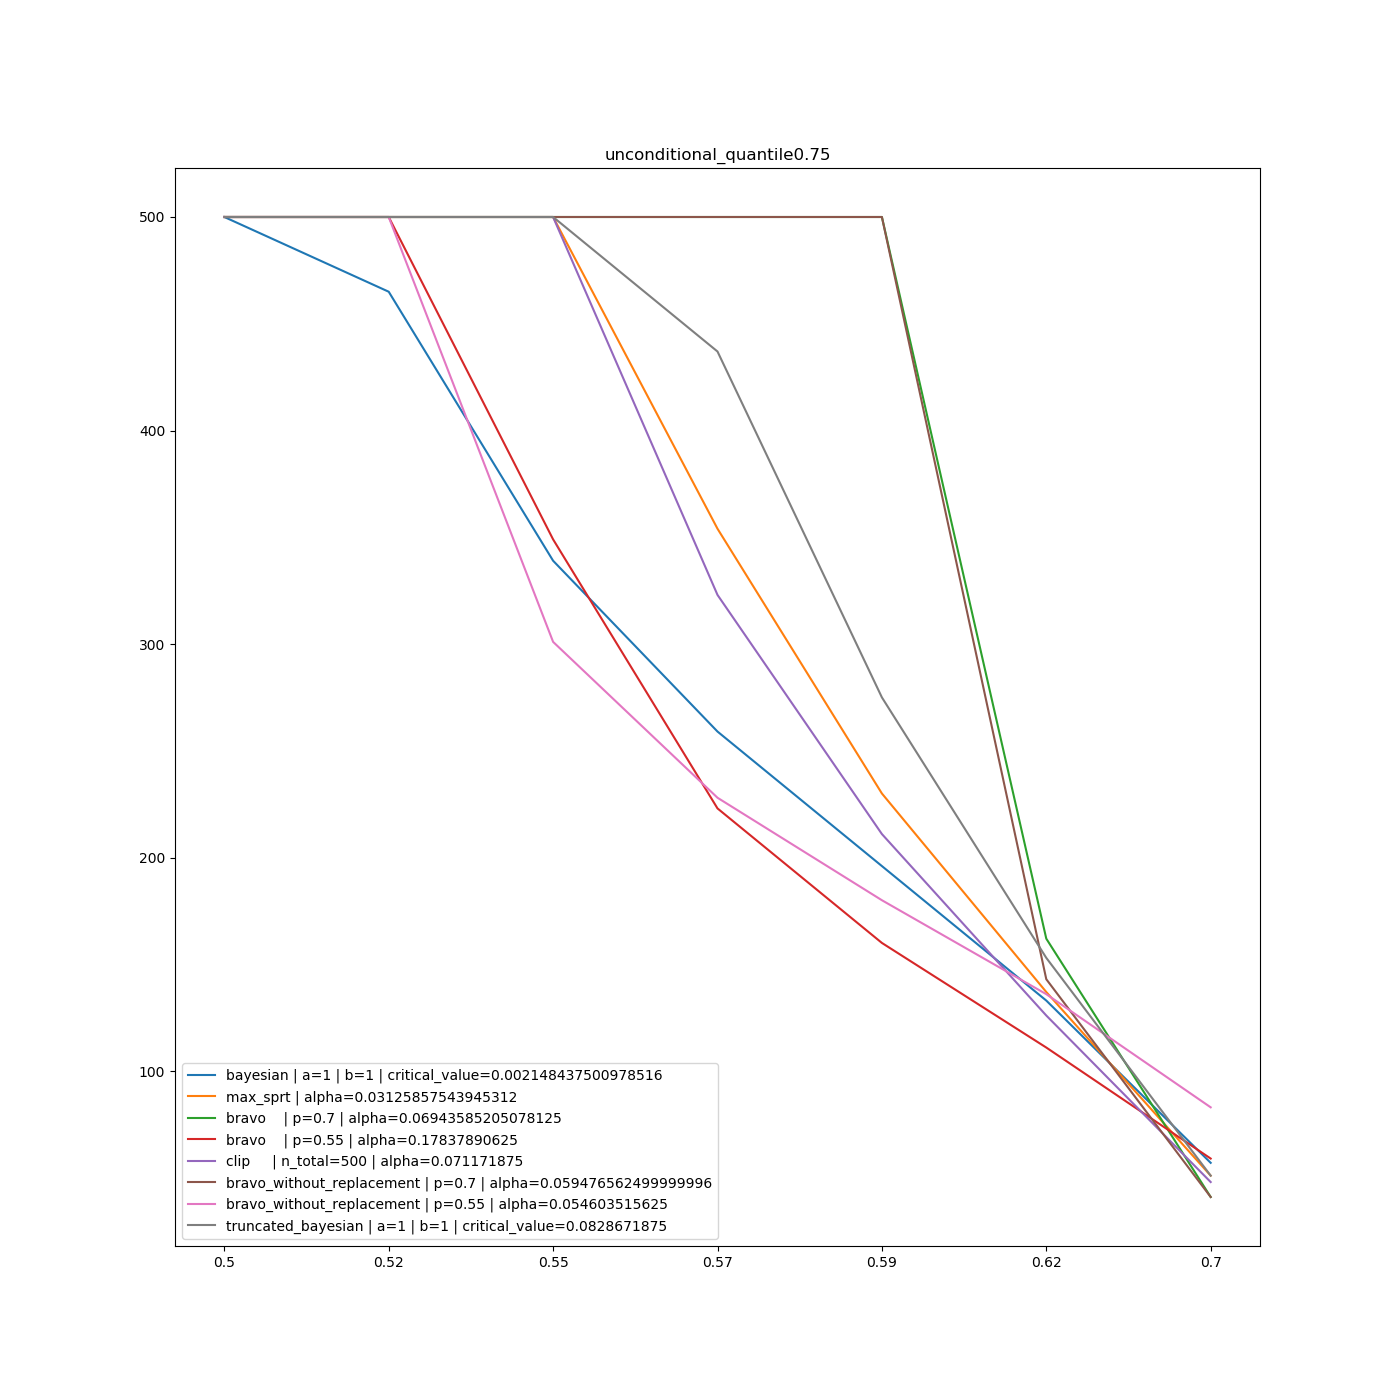 unconditional_quantile0.75
500
400
300
200
100
bayesian | a=1 | b=1 | critical_value=0.002148437500978516
max_sprt | alpha=0.03125857543945312
bravo    | p=0.7 | alpha=0.06943585205078125
bravo    | p=0.55 | alpha=0.17837890625
clip     | n_total=500 | alpha=0.071171875
bravo_without_replacement | p=0.7 | alpha=0.059476562499999996
bravo_without_replacement | p=0.55 | alpha=0.054603515625
truncated_bayesian | a=1 | b=1 | critical_value=0.0828671875
0.5 0.52 0.55 0.57 0.59 0.62 0.7